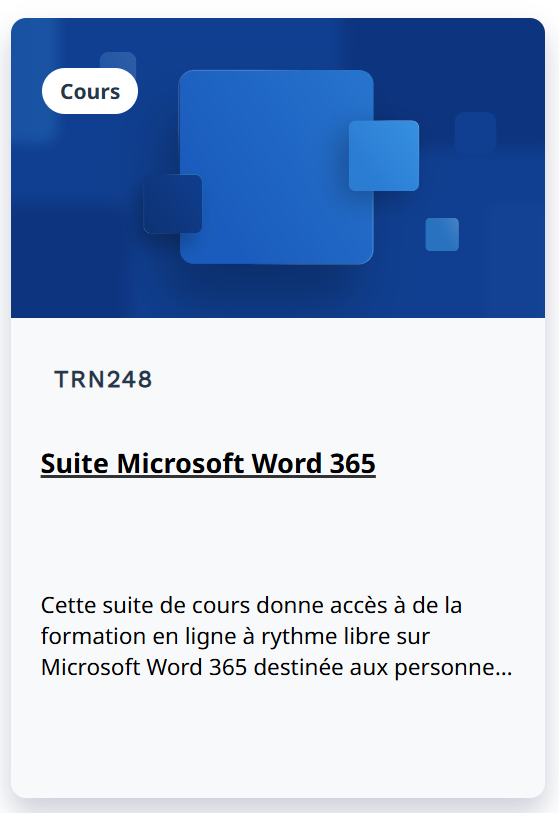 Cours
TRN248
Suite Microsoft Word 365
Cette suite de cours donne accès à de la
formation en ligne à rythme libre sur
Microsoft Word 365 destinée aux personne...